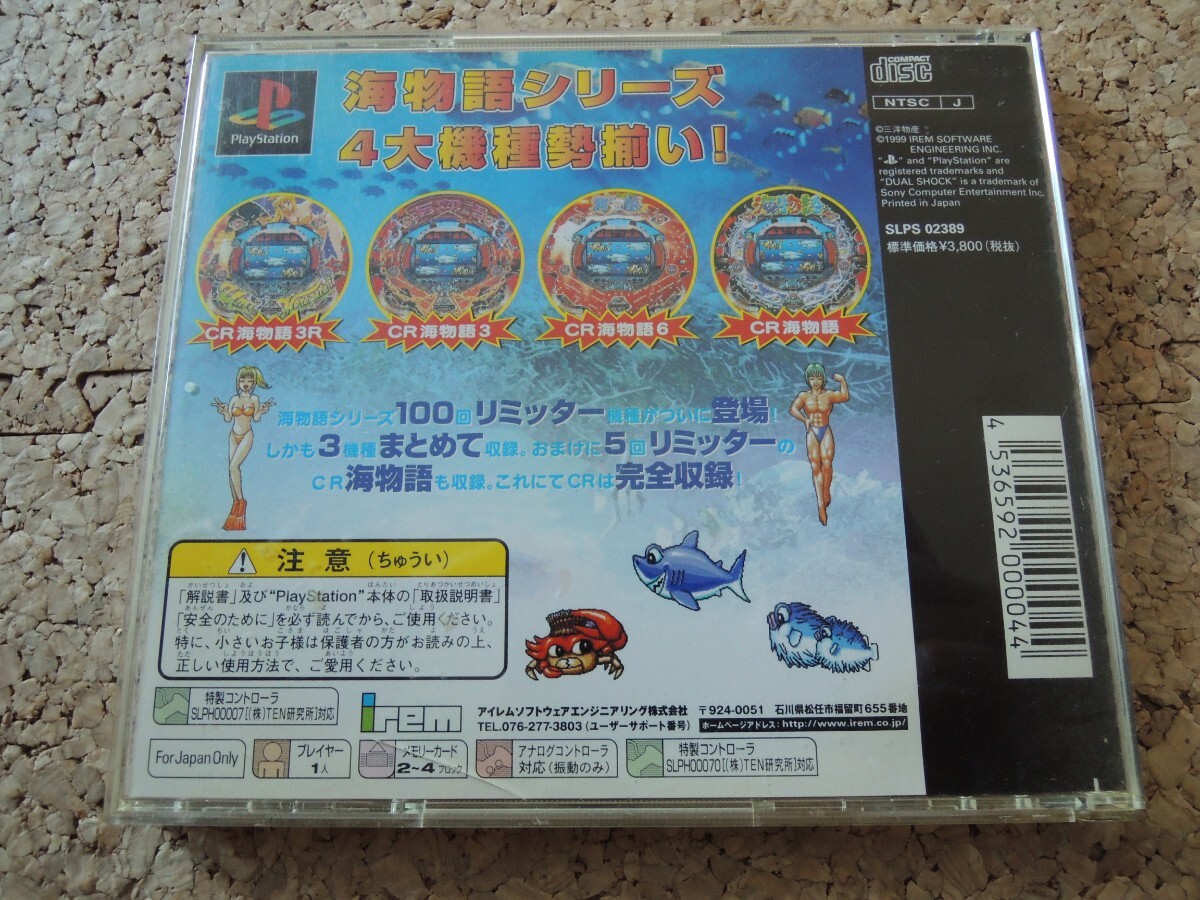 PlayStation
海物語シリーズ
4大機種勢揃い!
CR海物語3R
CR海物語3
CR海物語6
CR海物語
海物語シリーズ100回リミッター機種がついに登場!
しかも3機種まとめて収録。おまけに5回リミッターの
CR海物語も収録。これにてCRは完全収録!
注意(ちゅうい)
「解説書」及び“PlayStation”本体の「取扱説明書」
「安全のために」を必ず読んでから、ご使用ください。
特に、小さいお子様は保護者の方がお読みの上、
正しい使用方法で、ご愛用ください。
特製コントローラ
SLPH00007[(株)TEN研究所]対応
irem
アイレムソフトウェアエンジニアリング株式会社 〒924-0051 石川県松任市福留町655番地
TEL.076-277-3803(ユーザーサポート番号) ホームページアドレス:http://www.irem.co.jp/
For Japan Only
プレイヤー
1人
メモリーカード
2~4ブロック
アナログコントローラ
対応(振動のみ)
特製コントローラ
SLPH00070[(株)TEN研究所]対応
COMPACT
disc
NTSC J
©三洋物産
©1999 IREM SOFTWARE
ENGINEERING INC.
" " and "PlayStation" are
registered trademarks and
"DUAL SHOCK" is a trademark of
Sony Computer Entertainment Inc.
Printed in Japan
SLPS 02389
標準価格¥3,800(税抜)
4 536592 000044